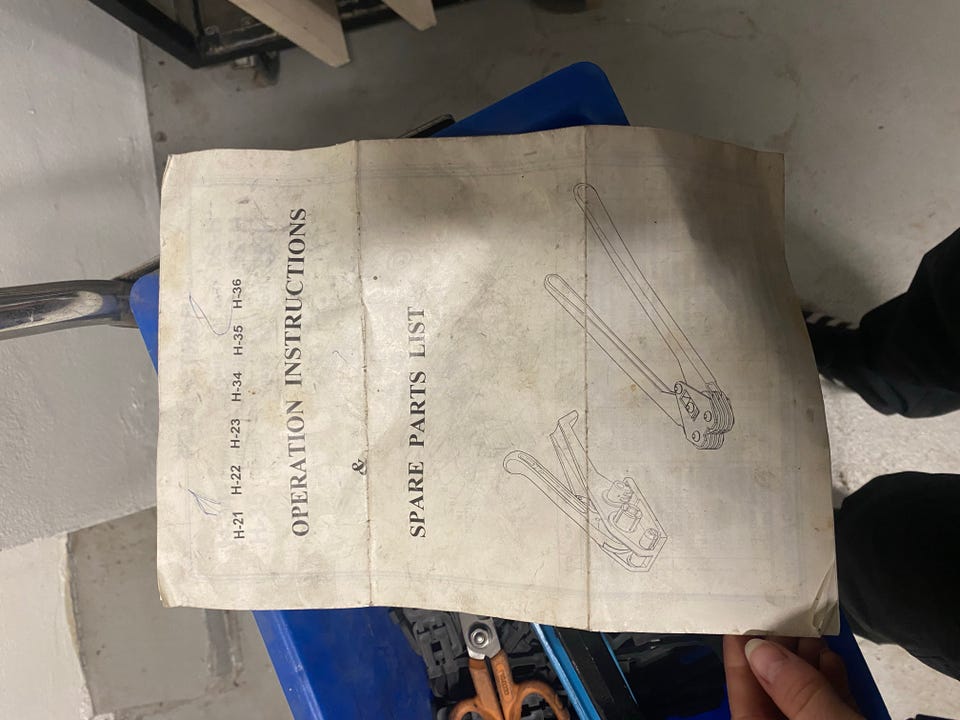 H-21 H-22 H-23 H-34 H-35 H-36
OPERATION INSTRUCTIONS
&
SPARE PARTS LIST